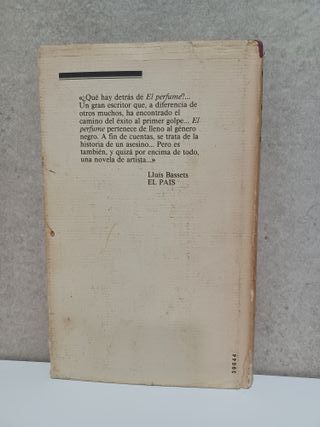 «¿Qué hay detrás de El perfume?...
Un gran escritor que, a diferencia de
otros muchos, ha encontrado el
camino del éxito al primer golpe... El
perfume pertenece de lleno al género
negro. A fin de cuentas, se trata de la
historia de un asesino... Pero es
también, y quizá por encima de todo,
una novela de artista...»
Lluis Bassets
EL PAIS
39644